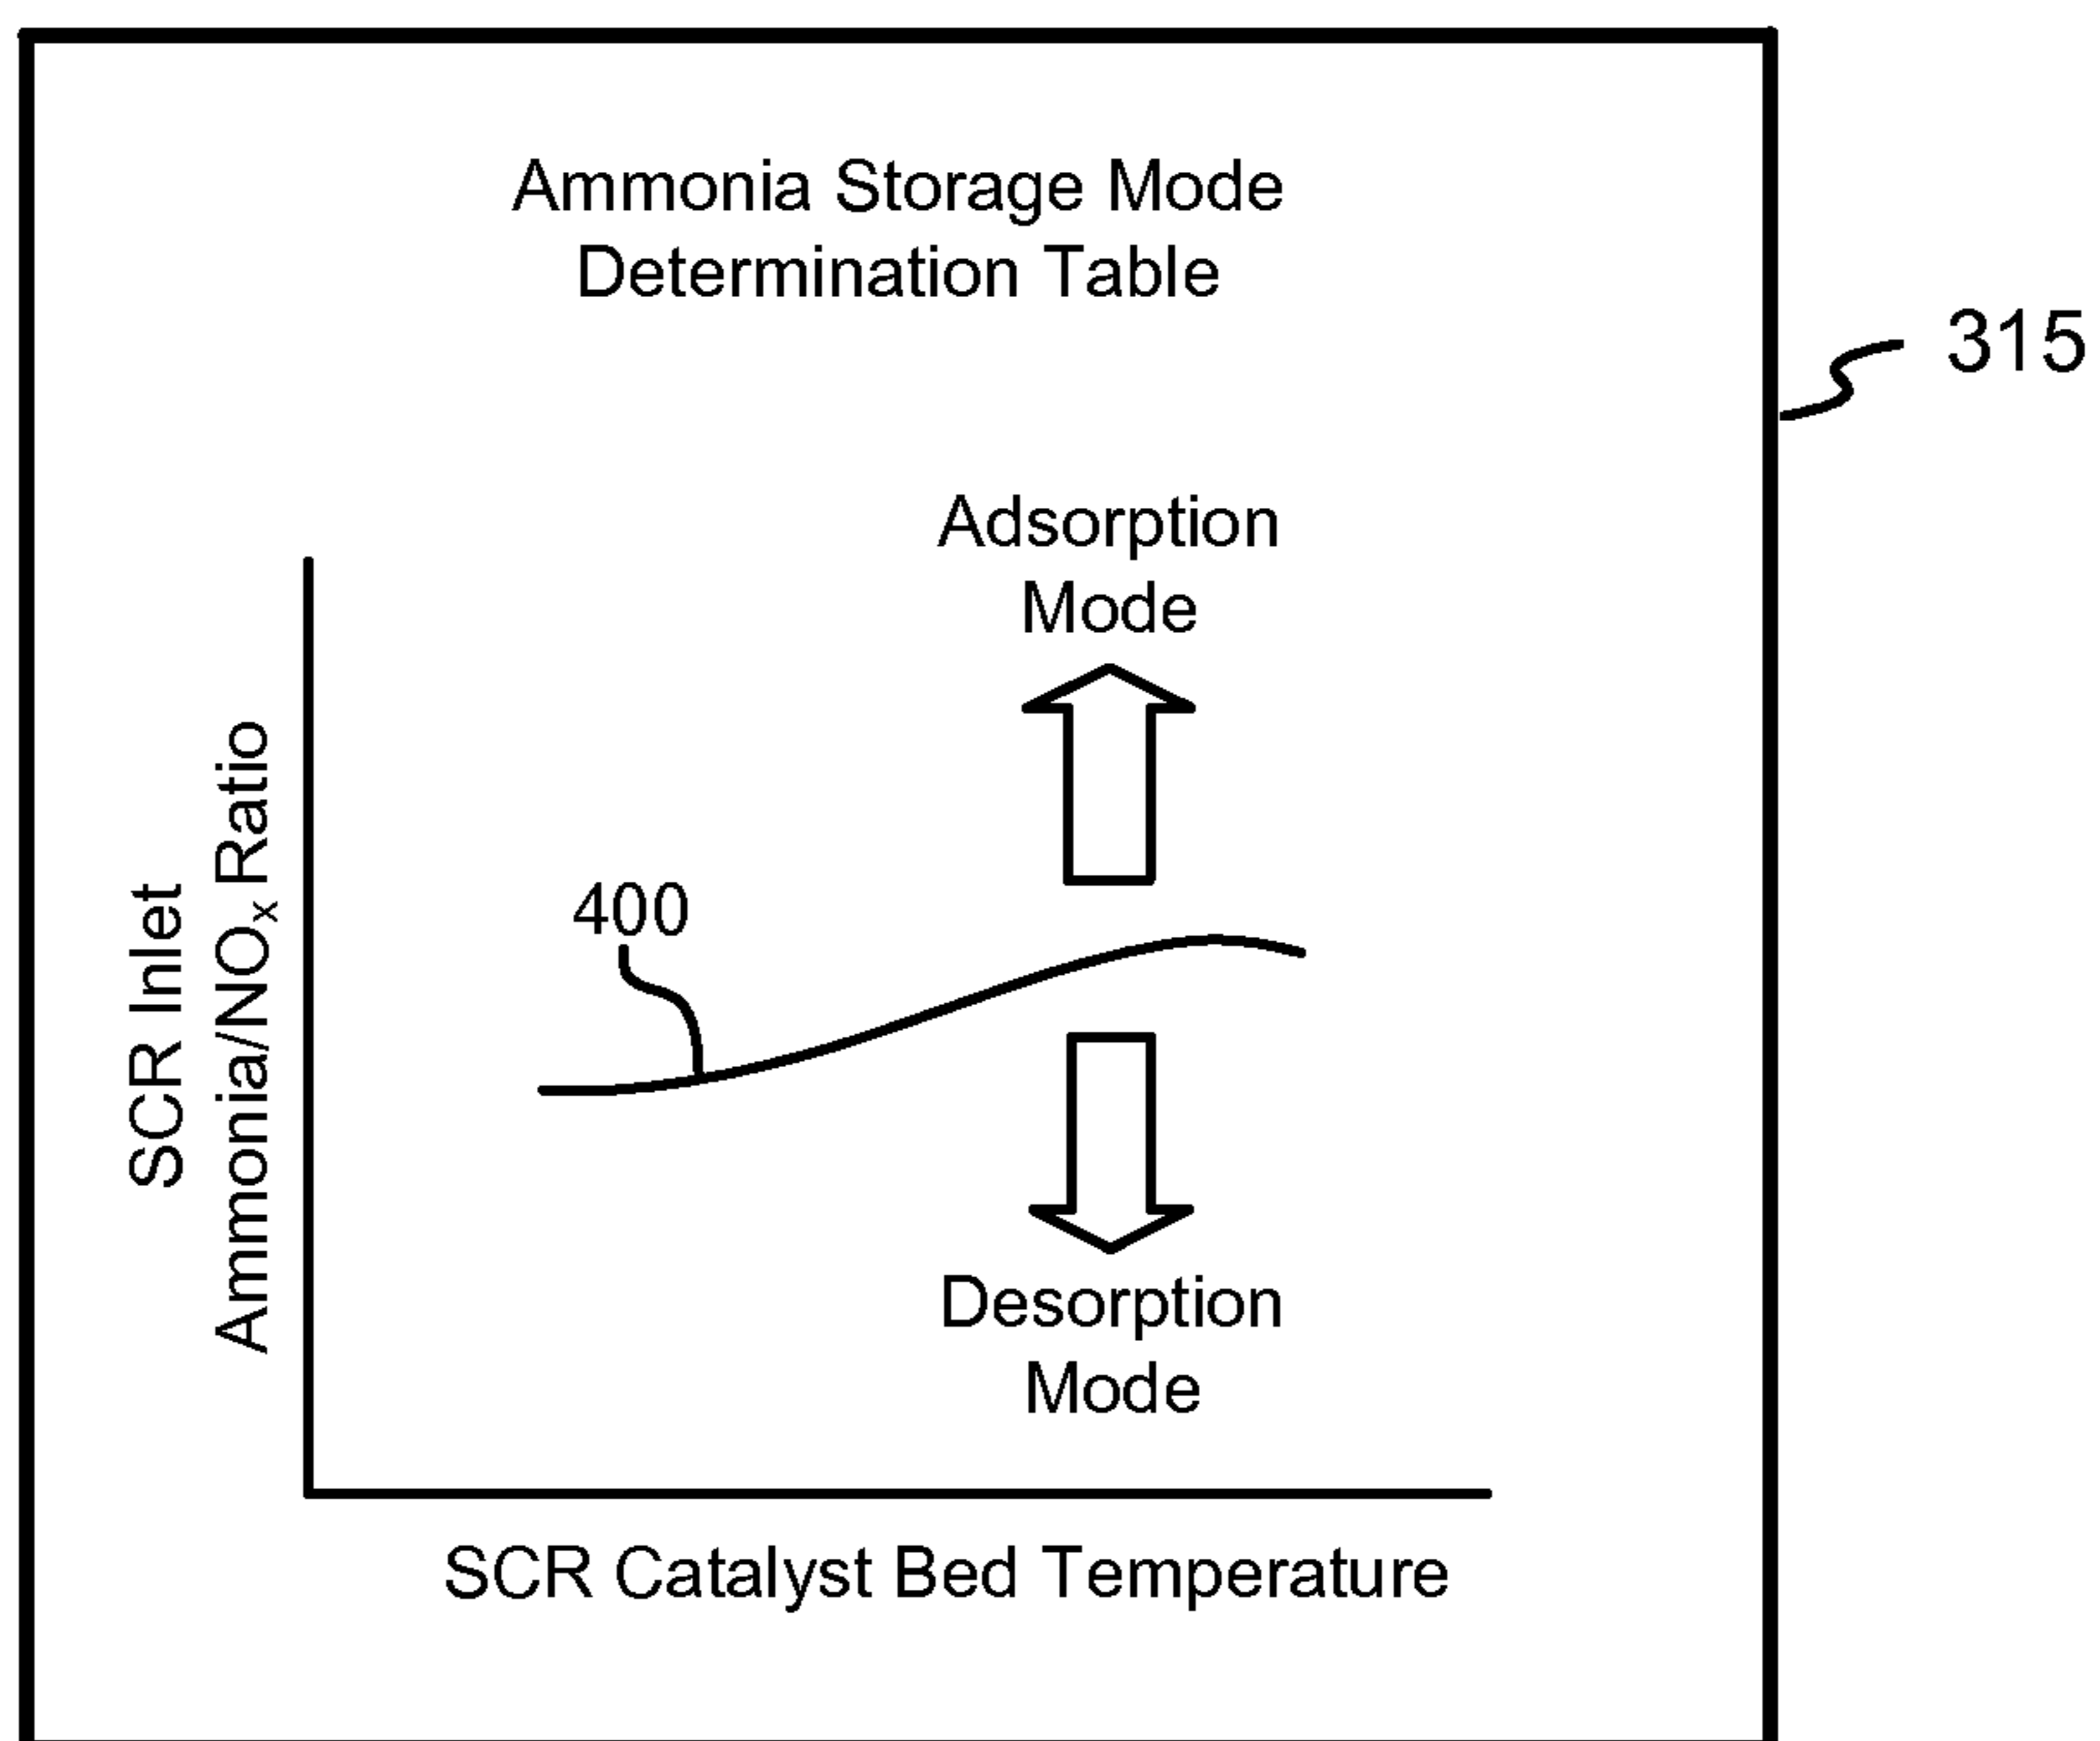 Ammonia Storage Mode
Determination Table
315
Adsorption
Mode
SCR Inlet
Ammonia/NOx Ratio
400
Desorption
Mode
SCR Catalyst Bed Temperature